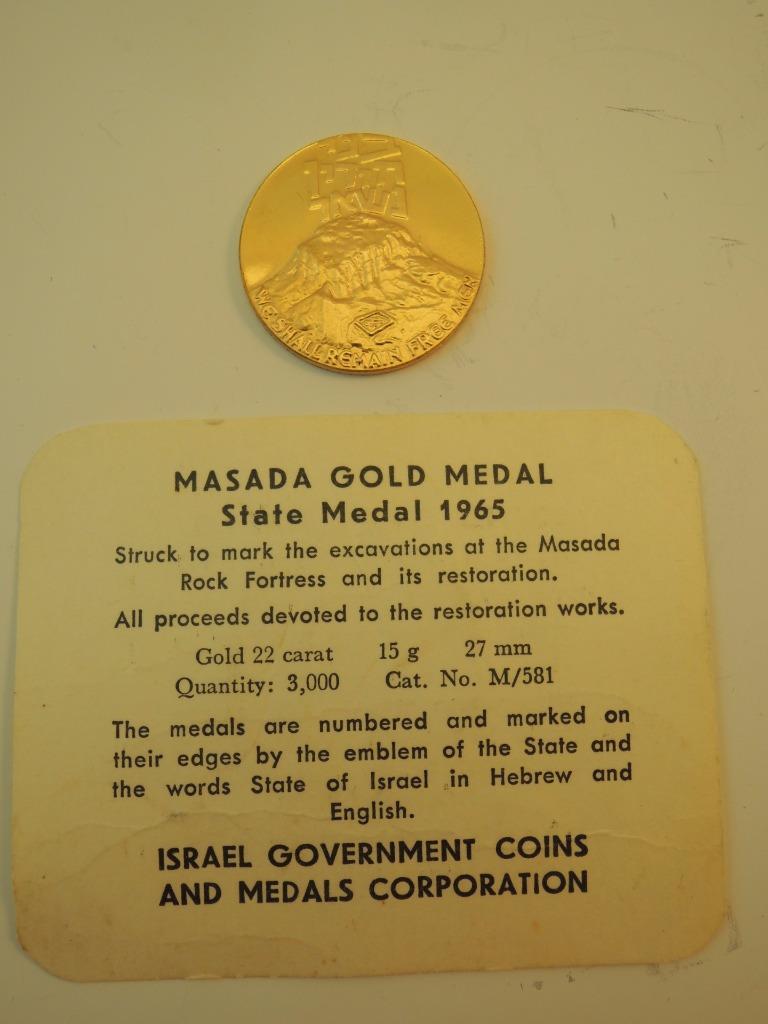 בני
חורין
נשאר
WE SHALL REMAIN FREE MEN
MASADA GOLD MEDAL
State Medal 1965
Struck to mark the excavations at the Masada
Rock Fortress and its restoration.
All proceeds devoted to the restoration works.
Gold 22 carat 15 g 27 mm
Quantity: 3,000 Cat. No. M/581
The medals are numbered and marked on
their edges by the emblem of the State and
the words State of Israel in Hebrew and
English.
ISRAEL GOVERNMENT COINS
AND MEDALS CORPORATION